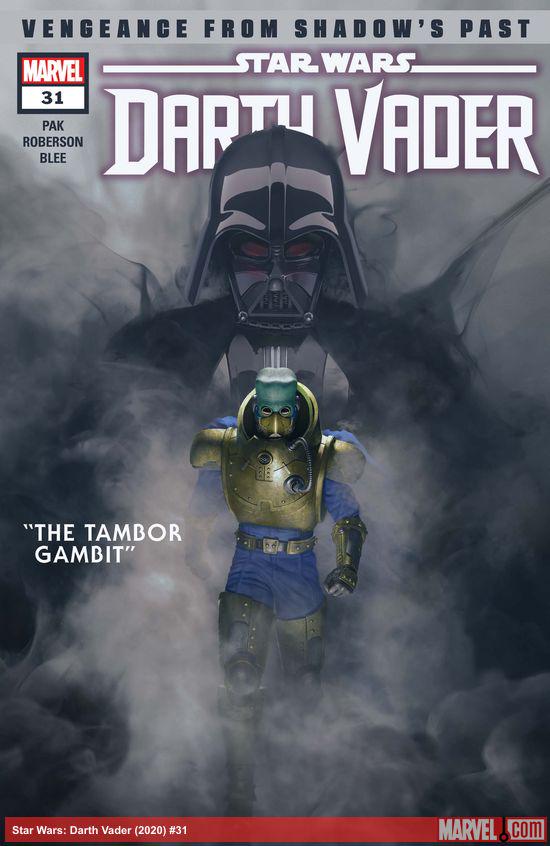 VENGEANCE FROM SHADOW'S PAST
STAR WARS
MARVEL
31
DARTH VADER
PAK
ROBERSON
BLEE
"THE TAMBOR
GAMBIT"
Star Wars: Darth Vader (2020) #31
MARVEL.com